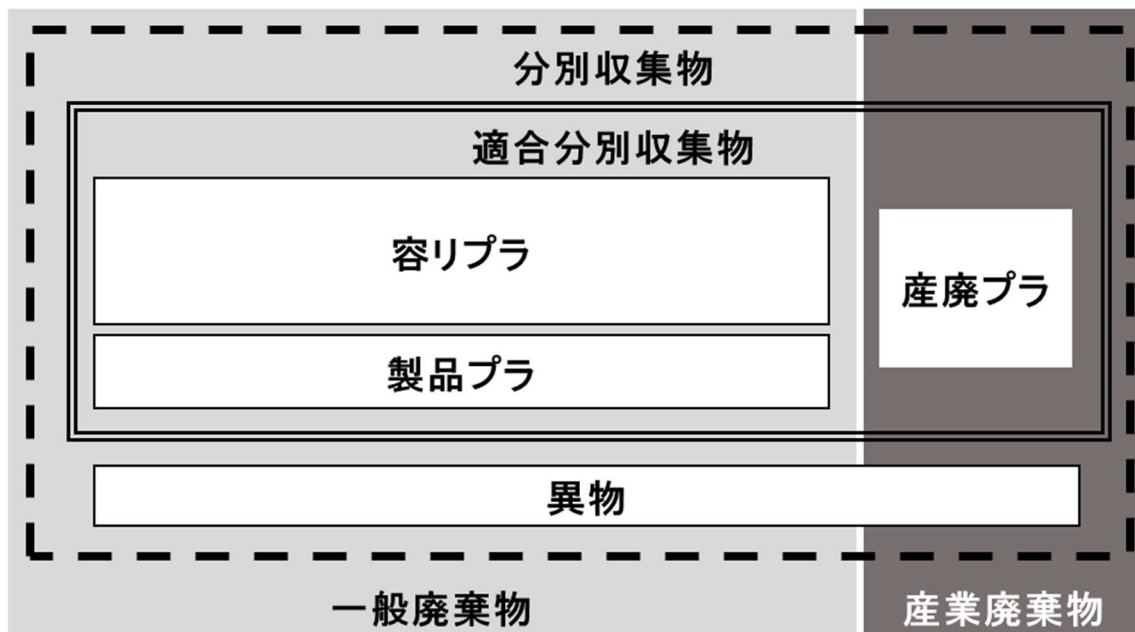 分別収集物
適合分別収集物
容リプラ
産廃プラ
製品プラ
異物
一般廃棄物
産業廃棄物